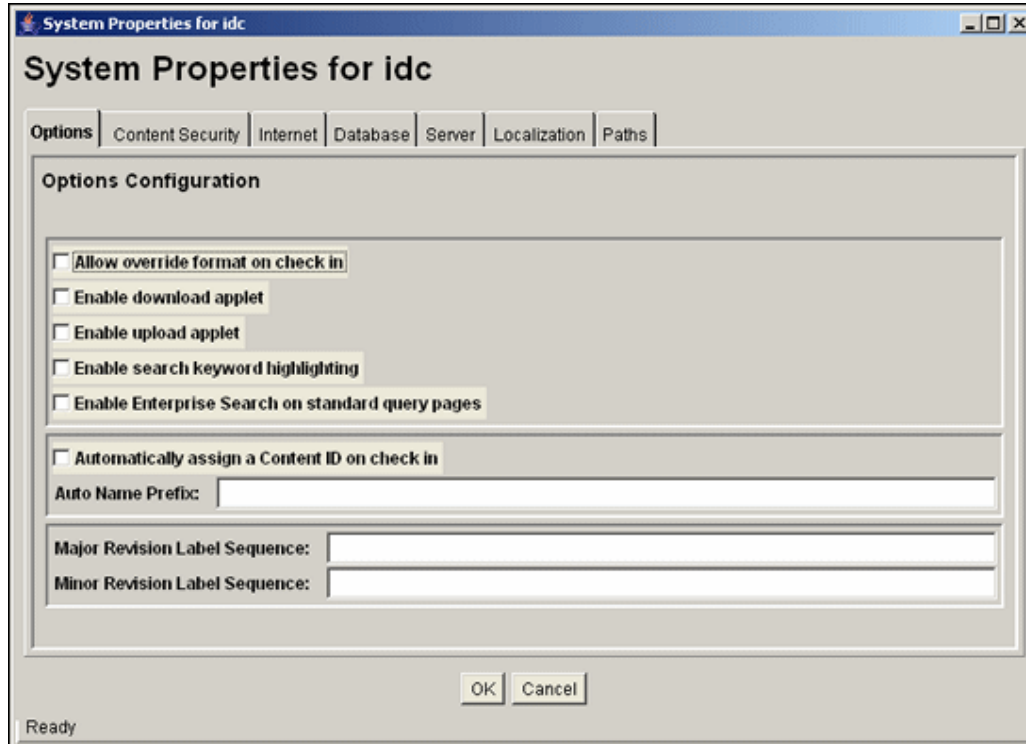 System Properties for idc
System Properties for idc
Options Content Security Internet Database Server Localization Paths
Options Configuration
Allow override format on check in
Enable download applet
Enable upload applet
Enable search keyword highlighting
Enable Enterprise Search on standard query pages
Automatically assign a Content ID on check in
Auto Name Prefix:
Major Revision Label Sequence:
Minor Revision Label Sequence:
OK Cancel
Ready